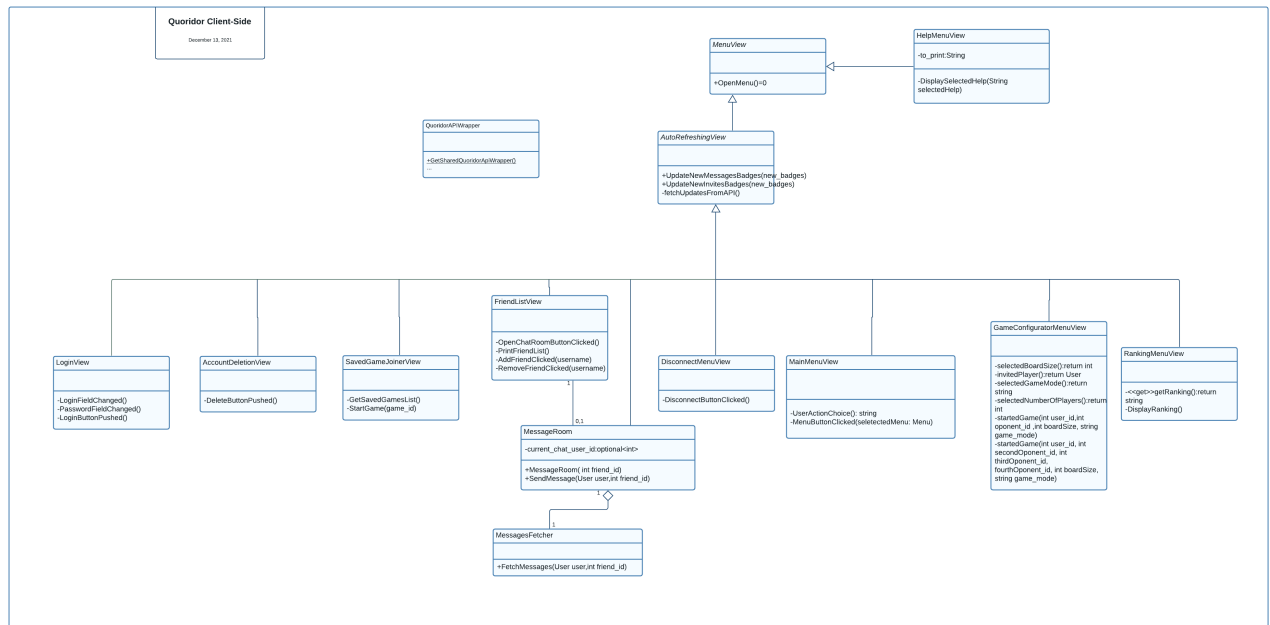 Quoridor Client-Side
December 13, 2021
MenuView
+OpenMenu()=0
HelpMenuView
-to_print:String
-DisplaySelectedHelp(String
selectedHelp)
QuoridorAPIWrapper
+GetSharedQuoridorApiWrapper()
...
AutoRefreshingView
+UpdateNewMessagesBadges(new_badges)
+UpdateNewInvitesBadges(new_badges)
-fetchUpdatesFromAPI()
LoginView
-LoginFieldChanged()
-PasswordFieldChanged()
-LoginButtonPushed()
AccountDeletionView
-DeleteButtonPushed()
SavedGameJoinerView
-GetSavedGamesList()
-StartGame(game_id)
FriendListView
-OpenChatRoomButtonClicked()
-PrintFriendList()
-AddFriendClicked(username)
-RemoveFriendClicked(username)
1
0,1
MessageRoom
-current_chat_user_id:optional<int>
+MessageRoom( int friend_id)
+SendMessage(User user,int friend_id)
1
1
MessagesFetcher
+FetchMessages(User user,int friend_id)
DisconnectMenuView
-DisconnectButtonClicked()
MainMenuView
-UserActionChoice(): string
-MenuButtonClicked(seletectedMenu: Menu)
GameConfiguratorMenuView
-selectedBoardSize():return int
-invitedPlayer():return User
-selectedGameMode():return
string
-selectedNumberOfPlayers():return
int
-startedGame(int user_id,int
oponent_id ,int boardSize, string
game_mode)
-startedGame(int user_id, int
secondOponent_id, int
thirdOponent_id,
fourthOponent_id, int boardSize,
string game_mode)
RankingMenuView
-<<get>>getRanking():return
string
-DisplayRanking()